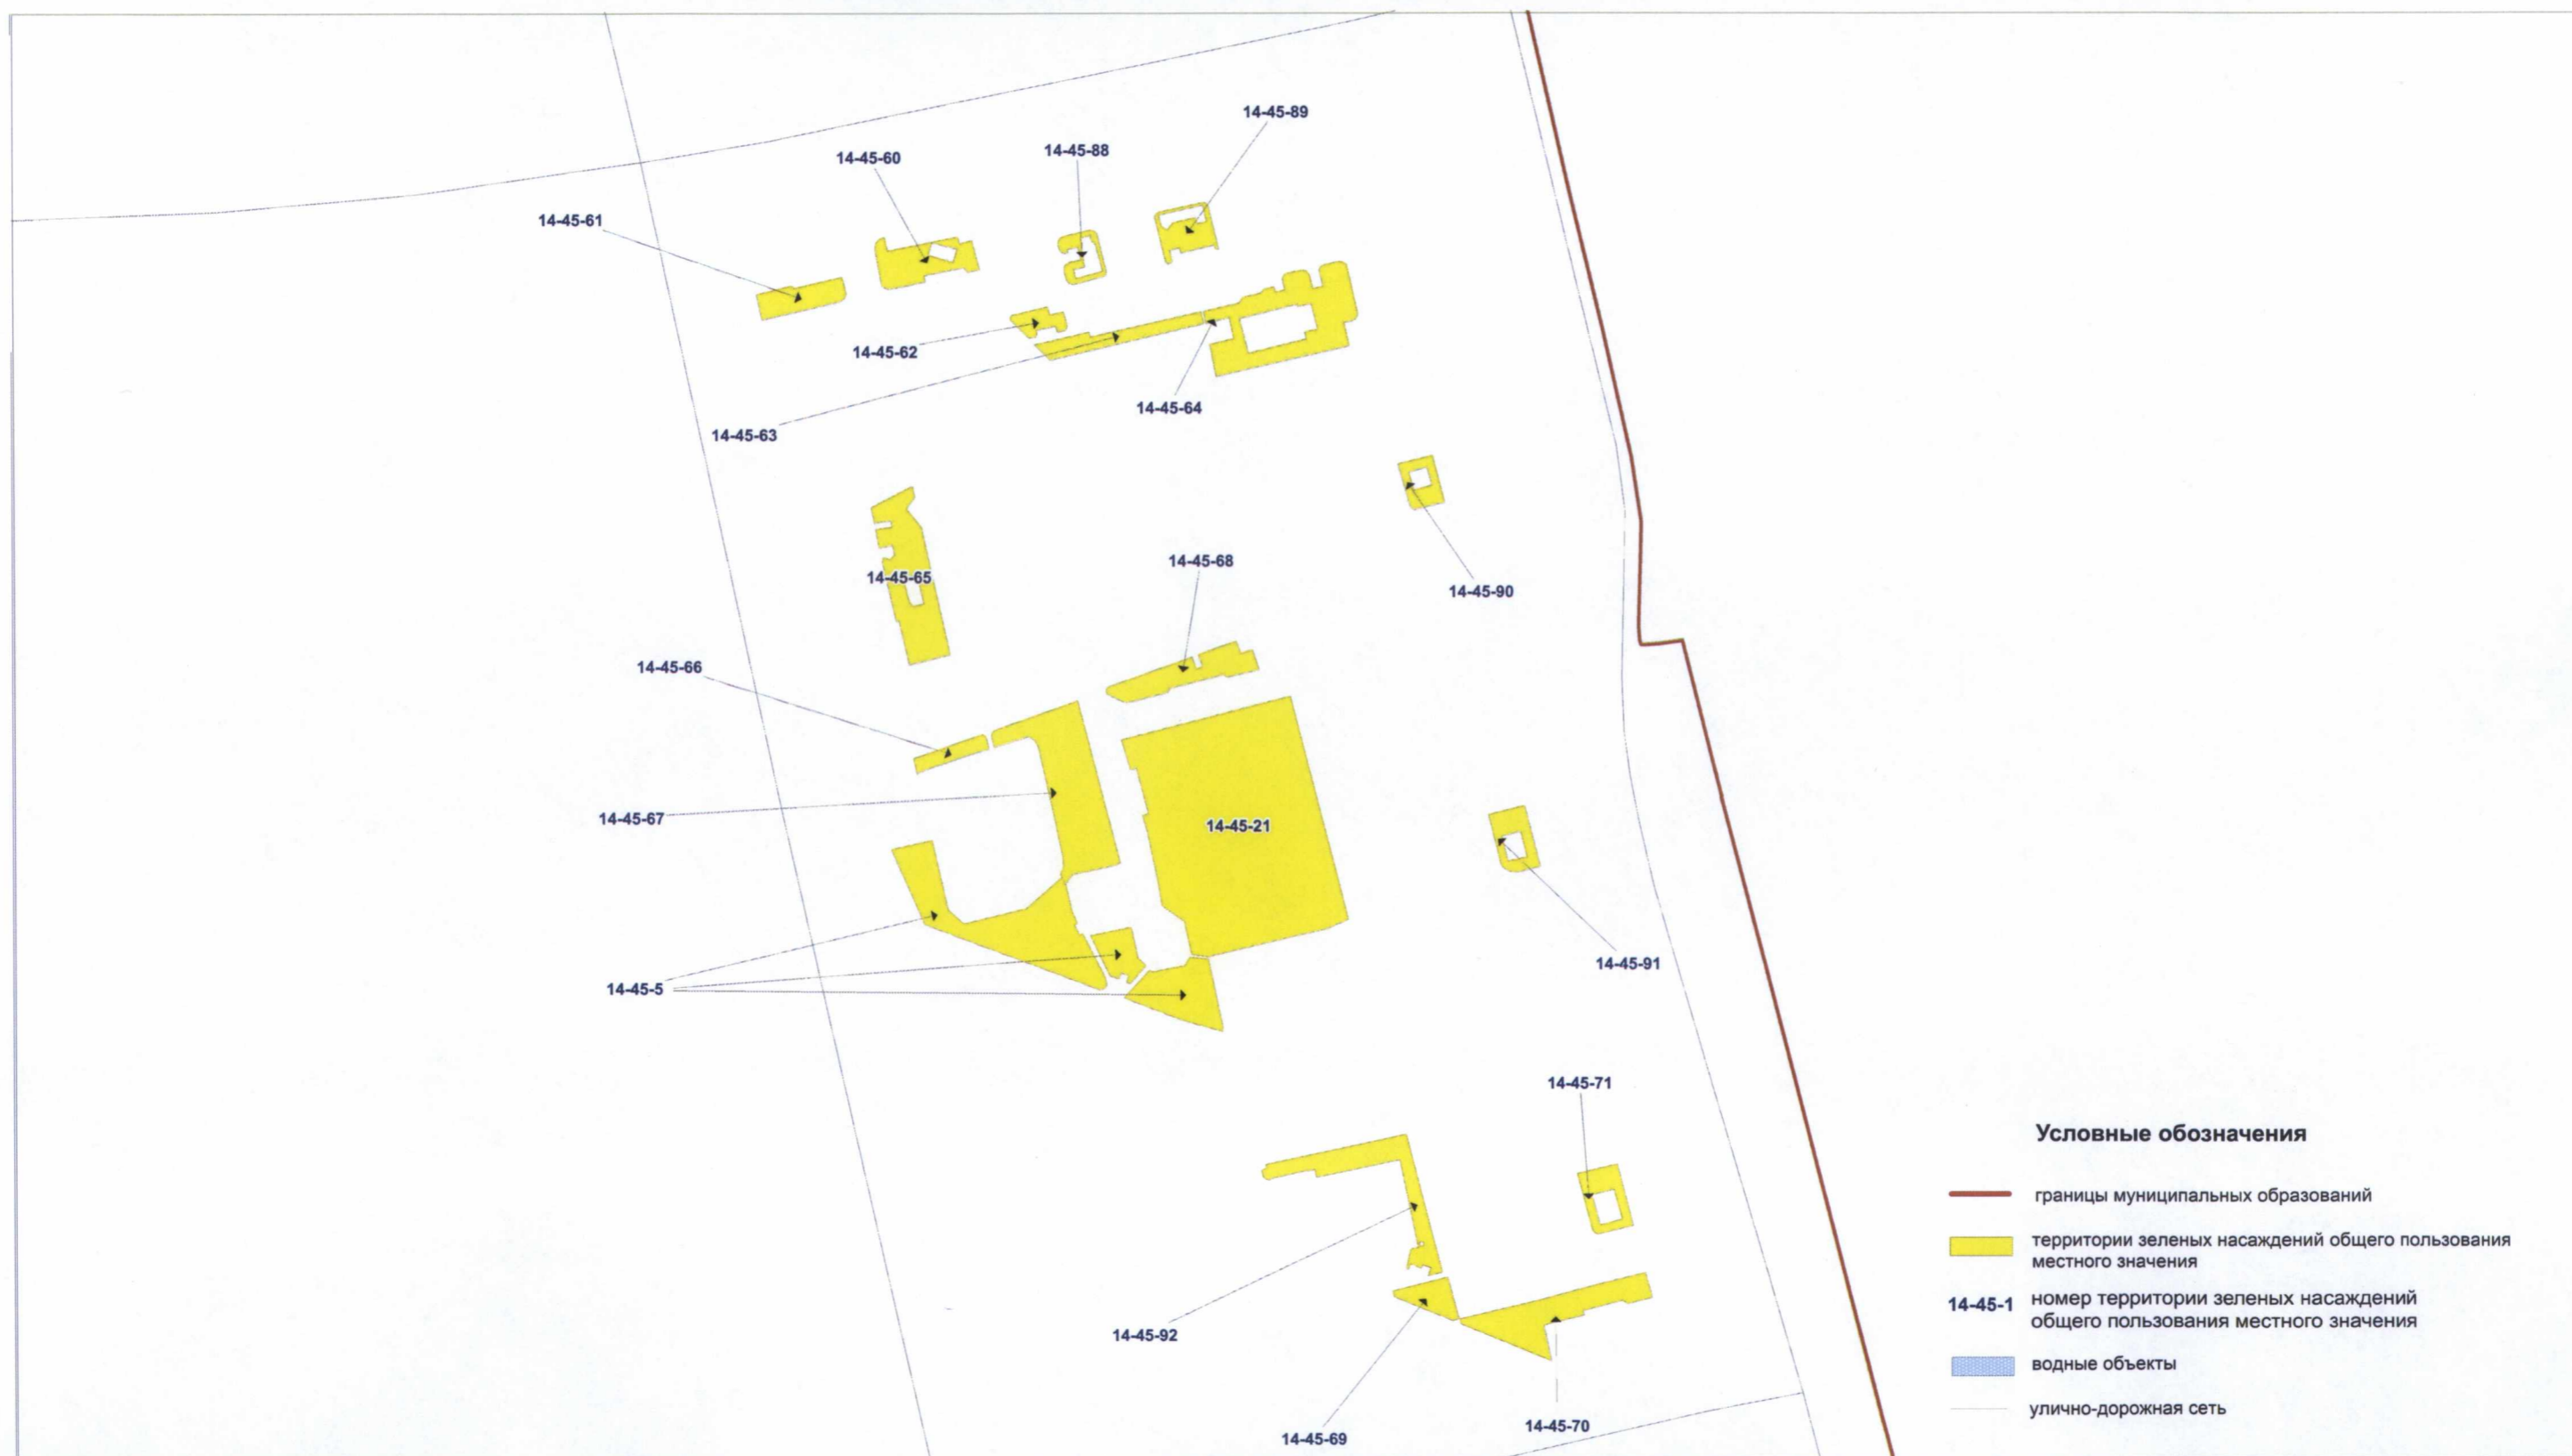 14-45-89
14-45-88
14-45-60
14-45-61
14-45-62
14-45-64
14-45-63
14-45-68
14-45-65
14-45-90
14-45-66
14-45-67
14-45-21
14-45-91
14-45-5
14-45-71
14-45-92
14-45-70
14-45-69
Условные обозначения
границы муниципальных образований
территории зеленых насаждений общего пользования
местного значения
14-45-1 номер территории зеленых насаждений
общего пользования местного значения
водные объекты
улично-дорожная сеть